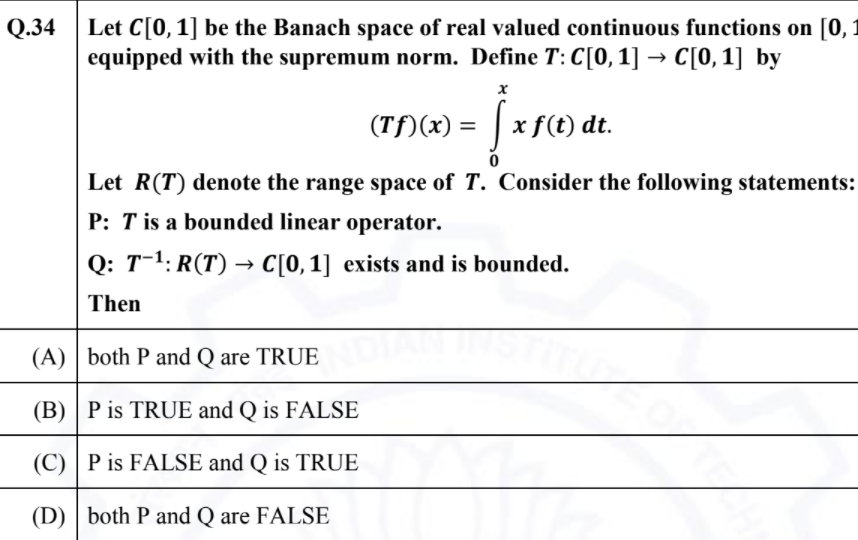 Q.34 Let C[0, 1] be the Banach space of real valued continuous functions on [0, 1
equipped with the supremum norm. Define T: C[0, 1] → C[0, 1] by
(Tf)(x) = ∫₀ˣ x f(t) dt.
Let R(T) denote the range space of T. Consider the following statements:
P: T is a bounded linear operator.
Q: T⁻¹: R(T) → C[0, 1] exists and is bounded.
Then
(A) both P and Q are TRUE
(B) P is TRUE and Q is FALSE
(C) P is FALSE and Q is TRUE
(D) both P and Q are FALSE
INDIAN INSTITUTE OF TECH